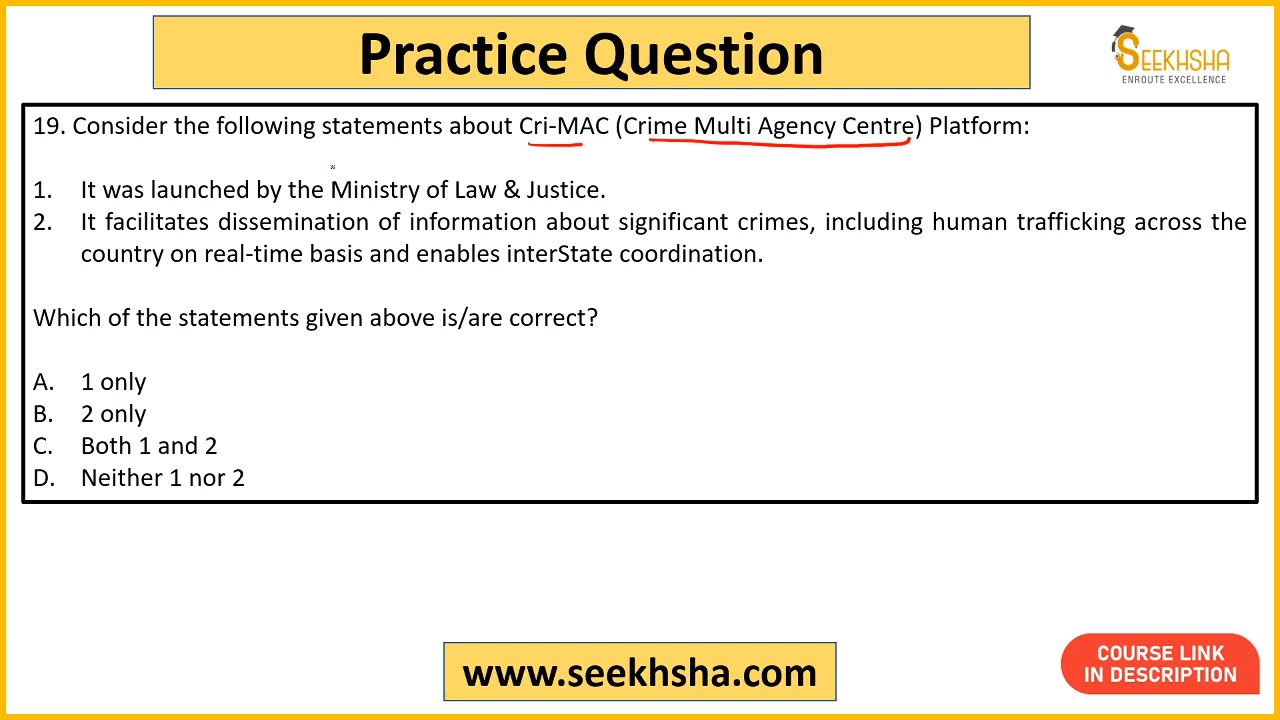 Practice Question
SEEKHSHA
ENROUTE EXCELLENCE
19. Consider the following statements about Cri-MAC (Crime Multi Agency Centre) Platform:
1. It was launched by the Ministry of Law & Justice.
2. It facilitates dissemination of information about significant crimes, including human trafficking across the
country on real-time basis and enables interState coordination.
Which of the statements given above is/are correct?
A. 1 only
B. 2 only
C. Both 1 and 2
D. Neither 1 nor 2
www.seekhsha.com
COURSE LINK
IN DESCRIPTION